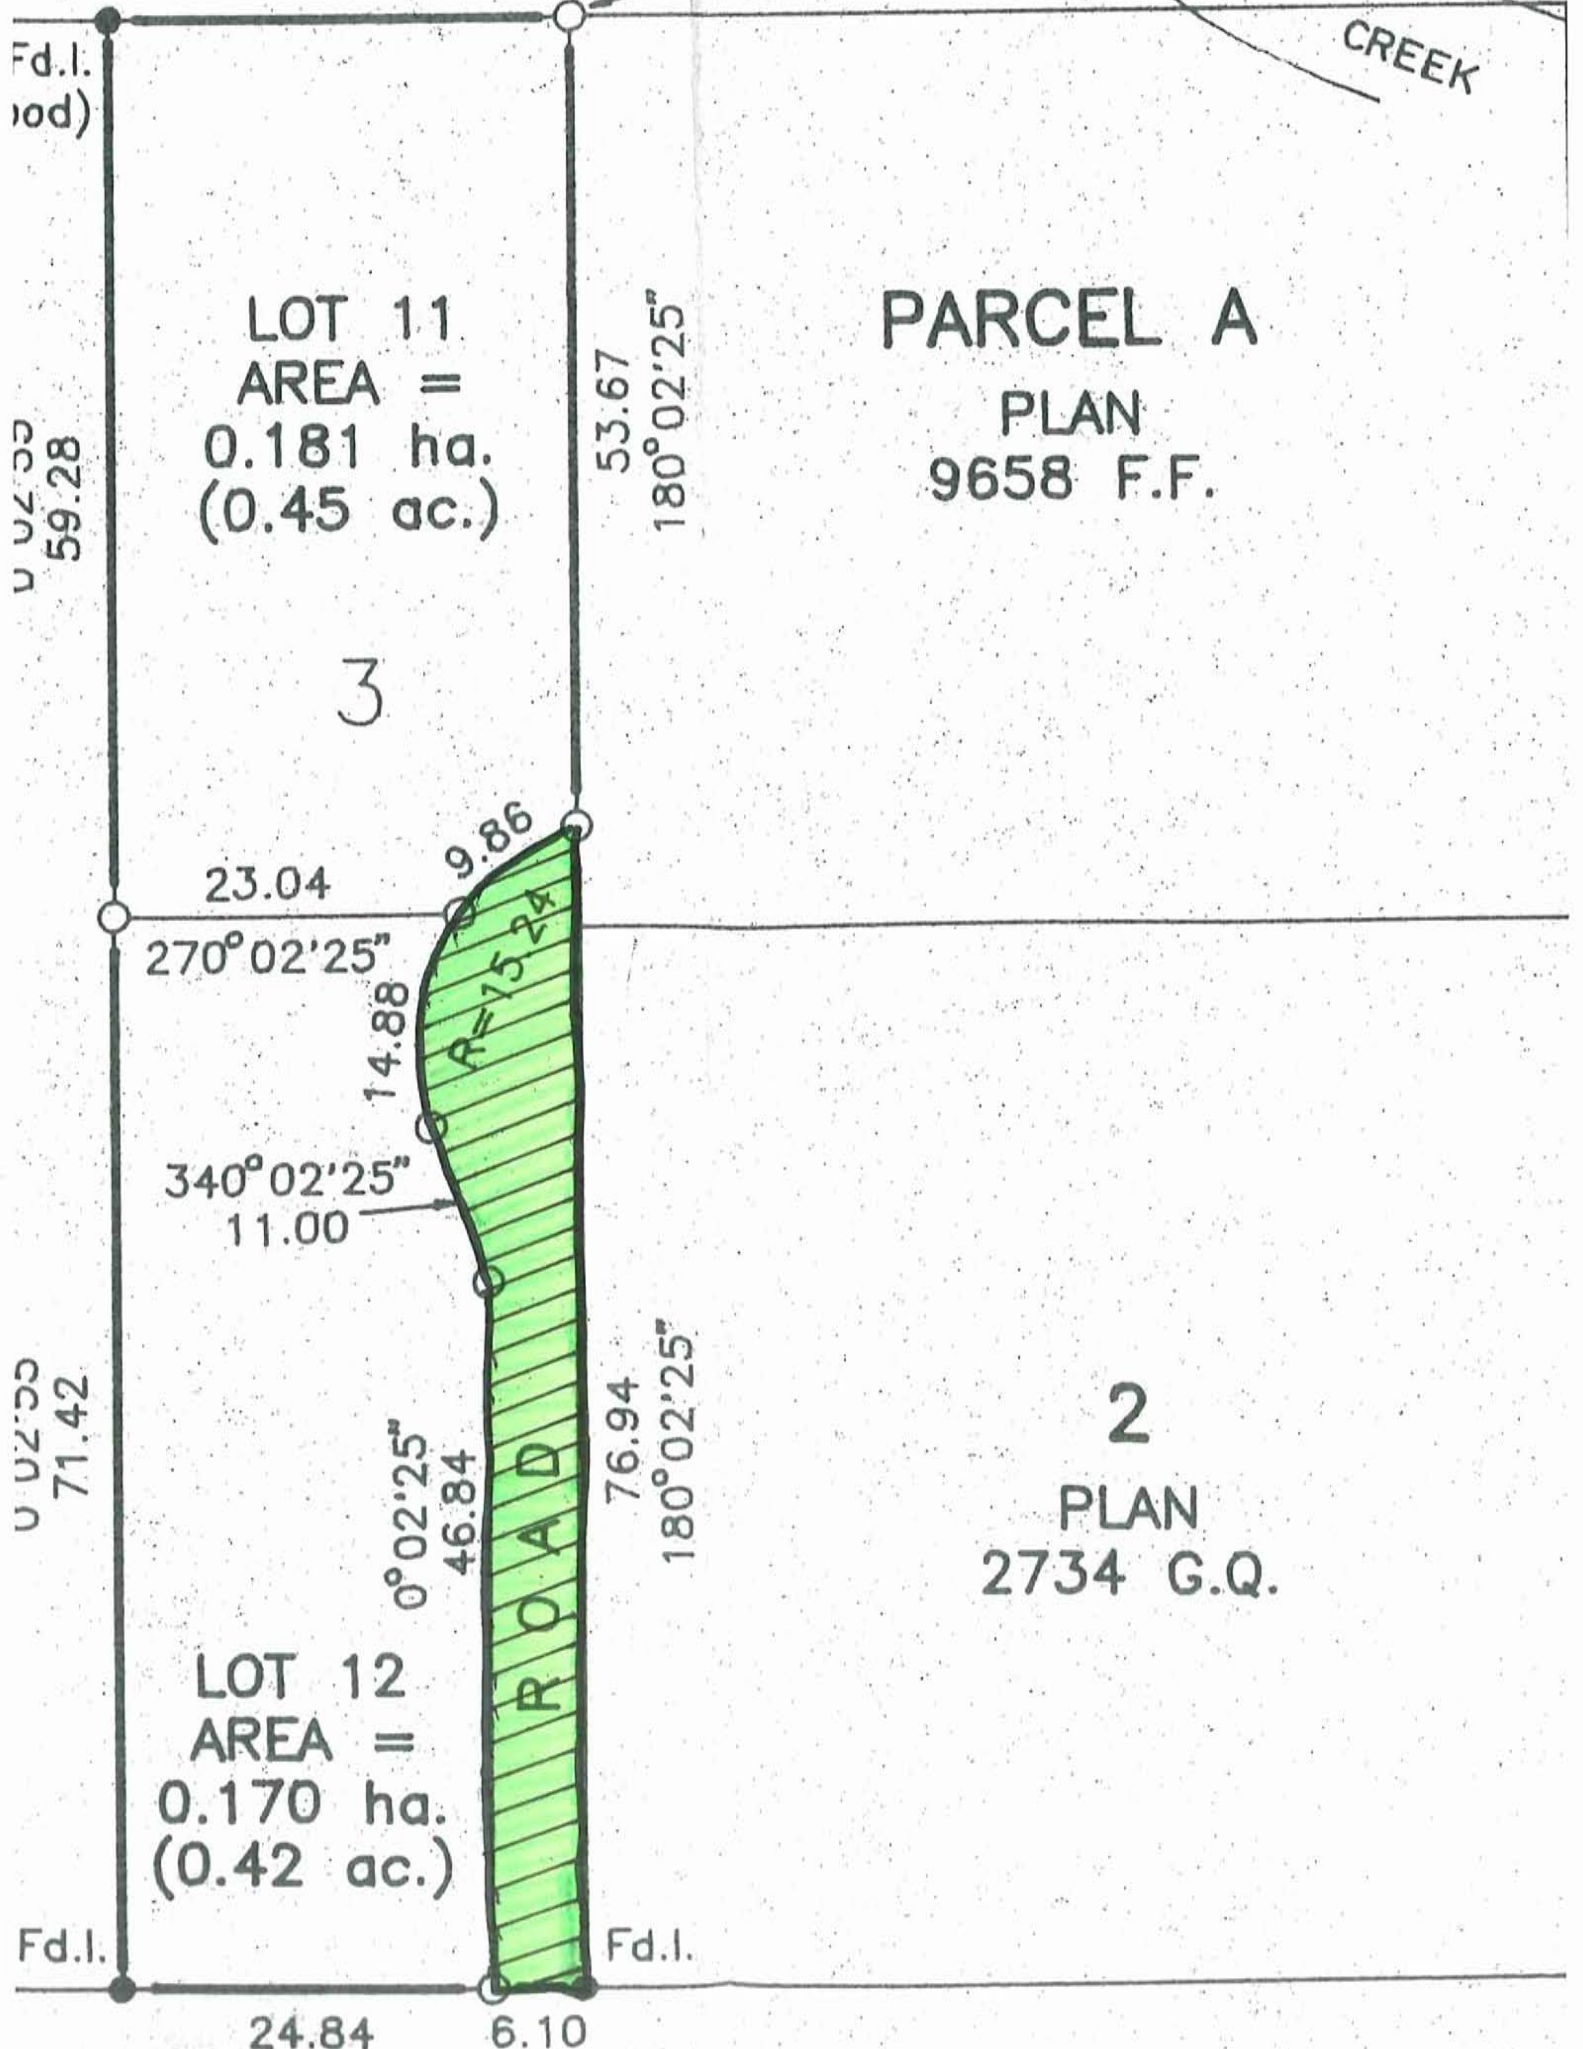 CREEK
Fd.I.
LOT 11
AREA =
0.181 ha.
(0.45 ac.)
59.28
53.67
180°02'25"
PARCEL A
PLAN
9658 F.F.
3
9.86
23.04
270°02'25"
R=15.24
14.88
340°02'25"
11.00
71.42
0°02'25"
46.84
ROAD
76.94
180°02'25"
2
PLAN
2734 G.Q.
LOT 12
AREA =
0.170 ha.
(0.42 ac.)
Fd.I.
Fd.I.
24.84
6.10